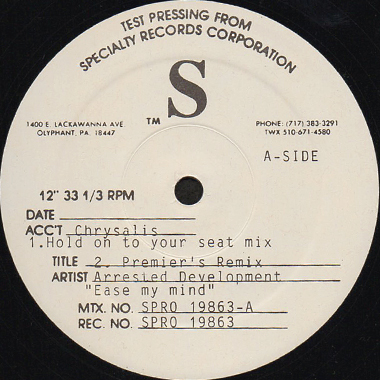 TEST PRESSING FROM
SPECIALTY RECORDS CORPORATION
S
TM
1400 E. LACKAWANNA AVE.
OLYPHANT, PA. 18447
PHONE: (717) 383-3291
TWX 510-671-4580
A-SIDE
12" 33 1/3 RPM
DATE
ACC'T Chrysalis
1.Hold on to your seat mix
TITLE 2. Premier's Remix
ARTIST Arrested Development
"Ease my mind"
MTX. NO. SPRO 19863-A
REC. NO. SPRO 19863